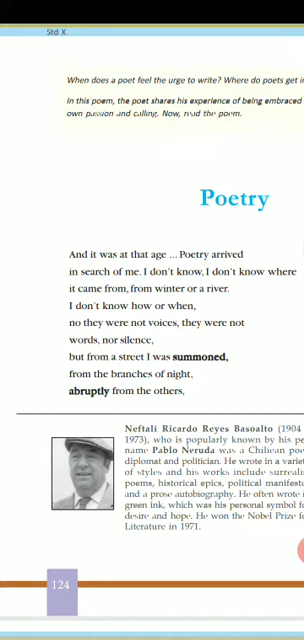 Std X
When does a poet feel the urge to write? Where do poets get
In this poem, the poet shares his experience of being embraced
own passion and calling. Now, read the poem.
Poetry
And it was at that age ... Poetry arrived
in search of me. I don't know, I don't know where
it came from, from winter or a river.
I don't know how or when,
no they were not voices, they were not
words, nor silence,
but from a street I was summoned,
from the branches of night,
abruptly from the others,
Neftalí Ricardo Reyes Basoalto (1904
1973), who is popularly known by his pe
name Pablo Neruda was a Chilean poe
diplomat and politician. He wrote in a variet
of styles and his works include surreali
poems, historical epics, political manifesto
and a prose autobiography. He often wrote i
green ink, which was his personal symbol fo
desire and hope. He won the Nobel Prize fo
Literature in 1971.
124